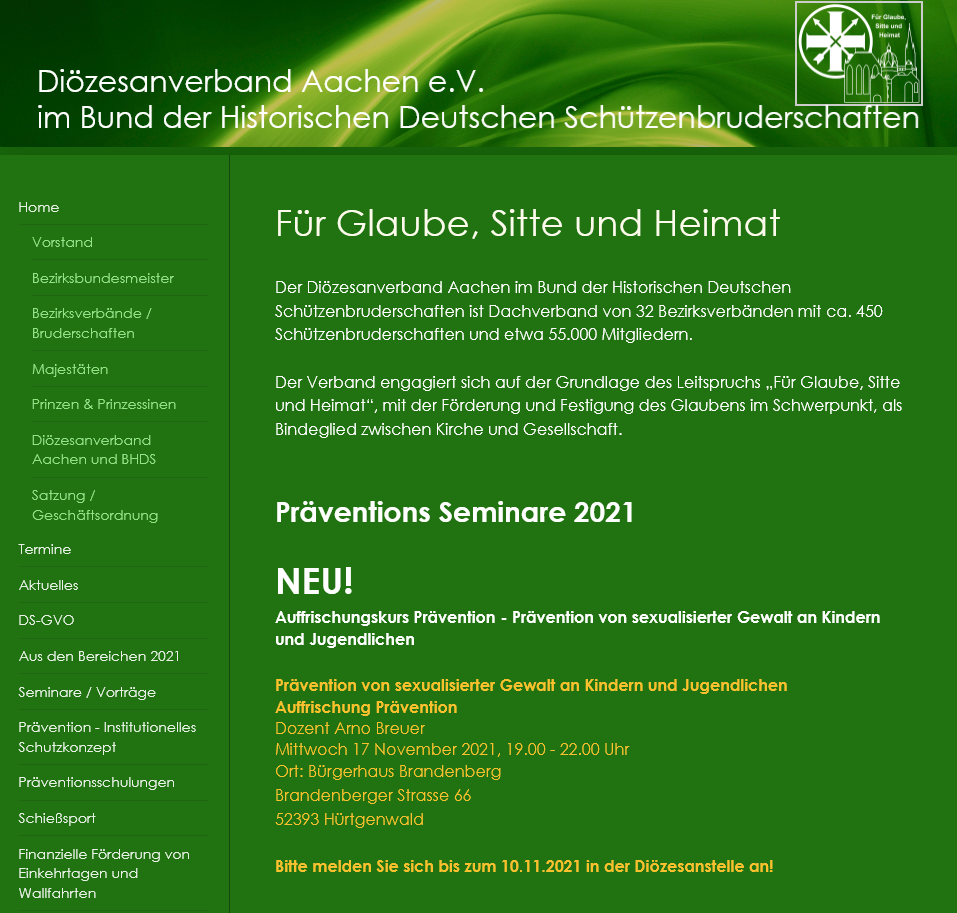 Für Glaube,
Sitte und
Heimat
Diözesanverband Aachen e.V.
im Bund der Historischen Deutschen Schützenbruderschaften
Home
Vorstand
Bezirksbundesmeister
Bezirksverbände /
Bruderschaften
Majestäten
Prinzen & Prinzessinen
Diözesanverband
Aachen und BHDS
Satzung /
Geschäftsordnung
Termine
Aktuelles
DS-GVO
Aus den Bereichen 2021
Seminare / Vorträge
Prävention - Institutionelles
Schutzkonzept
Präventionsschulungen
Schießsport
Finanzielle Förderung von
Einkehrtagen und
Wallfahrten
Für Glaube, Sitte und Heimat
Der Diözesanverband Aachen im Bund der Historischen Deutschen
Schützenbruderschaften ist Dachverband von 32 Bezirksverbänden mit ca. 450
Schützenbruderschaften und etwa 55.000 Mitgliedern.
Der Verband engagiert sich auf der Grundlage des Leitspruchs „Für Glaube, Sitte
und Heimat“, mit der Förderung und Festigung des Glaubens im Schwerpunkt, als
Bindeglied zwischen Kirche und Gesellschaft.
Präventions Seminare 2021
NEU!
Auffrischungskurs Prävention - Prävention von sexualisierter Gewalt an Kindern
und Jugendlichen
Prävention von sexualisierter Gewalt an Kindern und Jugendlichen
Auffrischung Prävention
Dozent Arno Breuer
Mittwoch 17 November 2021, 19.00 - 22.00 Uhr
Ort: Bürgerhaus Brandenberg
Brandenberger Strasse 66
52393 Hürtgenwald
Bitte melden Sie sich bis zum 10.11.2021 in der Diözesanstelle an!